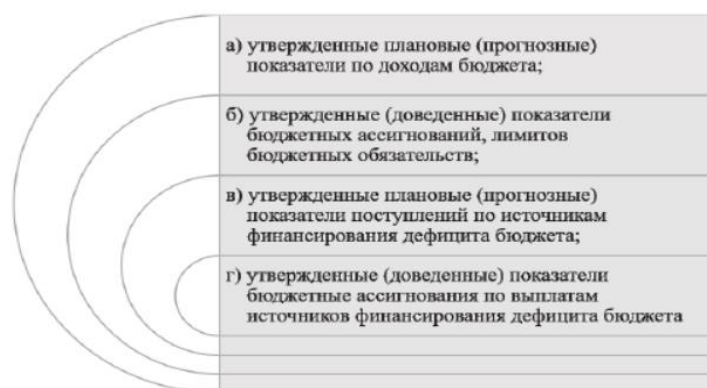 а) утвержденные плановые (прогнозные)
показатели по доходам бюджета;
б) утвержденные (доведенные) показатели
бюджетных ассигнований, лимитов
бюджетных обязательств;
в) утвержденные плановые (прогнозные)
показатели поступлений по источникам
финансирования дефицита бюджета;
г) утвержденные (доведенные) показатели
бюджетные ассигнования по выплатам
источников финансирования дефицита бюджета